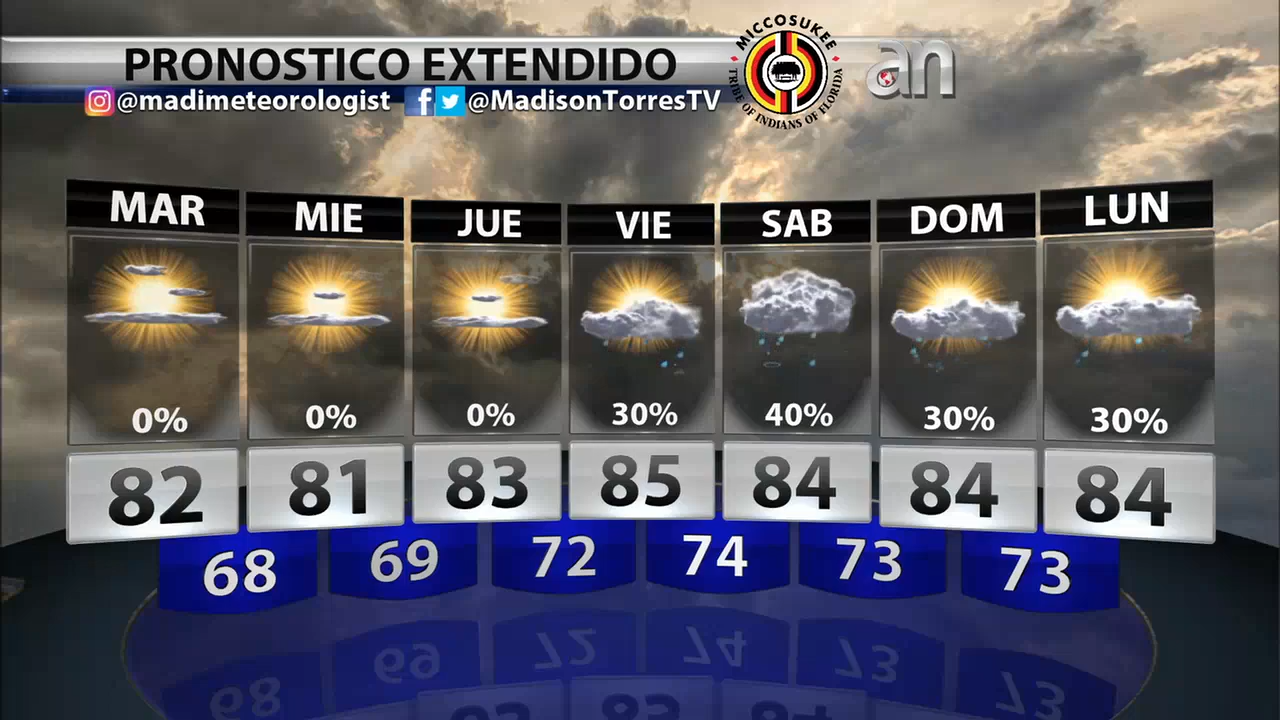 PRONOSTICO EXTENDIDO
@madimeteorologist @MadisonTorresTV
MICCOSUKEE
TRIBE OF INDIANS OF FLORIDA
an
MAR MIE JUE VIE SAB DOM LUN
0% 0% 0% 30% 40% 30% 30%
82 81 83 85 84 84 84
68 69 72 74 73 73